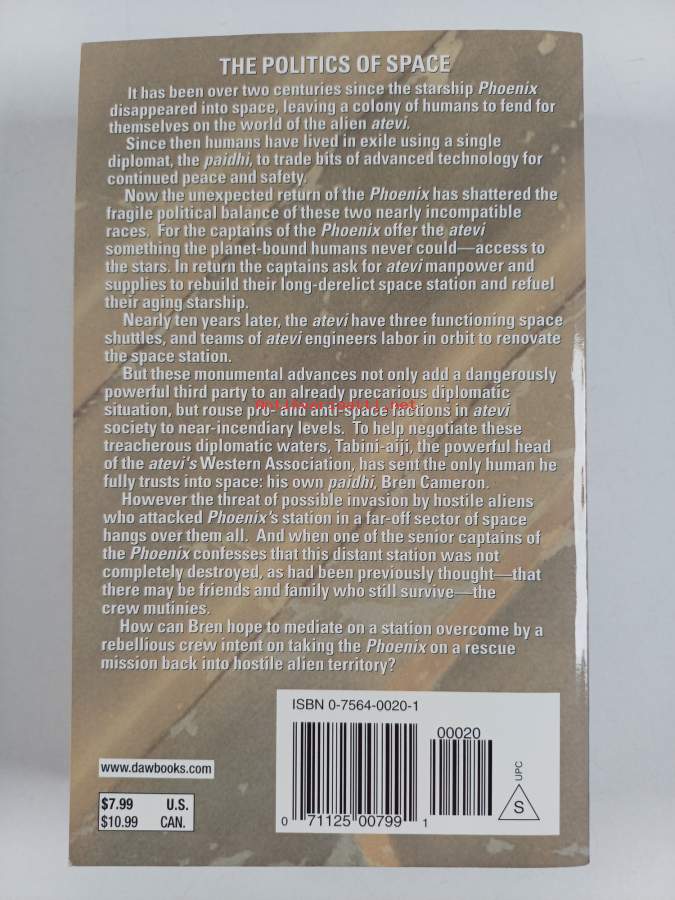 THE POLITICS OF SPACE
It has been over two centuries since the starship Phoenix
disappeared into space, leaving a colony of humans to fend for
themselves on the world of the alien atevi.
Since then humans have lived in exile using a single
diplomat, the paidhi, to trade bits of advanced technology for
continued peace and safety.
Now the unexpected return of the Phoenix has shattered the
fragile political balance of these two nearly incompatible
races. For the captains of the Phoenix offer the atevi
something the planet-bound humans never could—access to
the stars. In return the captains ask for atevi manpower and
supplies to rebuild their long-derelict space station and refuel
their aging starship.
Nearly ten years later, the atevi have three functioning space
shuttles, and teams of atevi engineers labor in orbit to renovate
the space station.
But these monumental advances not only add a dangerously
powerful third party to an already precarious diplomatic
situation, but rouse pro- and anti-space factions in atevi
society to near-incendiary levels. To help negotiate these
treacherous diplomatic waters, Tabini-aiji, the powerful head
of the atevi's Western Association, has sent the only human he
fully trusts into space: his own paidhi, Bren Cameron.
However the threat of possible invasion by hostile aliens
who attacked Phoenix's station in a far-off sector of space
hangs over them all. And when one of the senior captains of
the Phoenix confesses that this distant station was not
completely destroyed, as had been previously thought—that
there may be friends and family who still survive—the
crew mutinies.
How can Bren hope to mediate on a station overcome by a
rebellious crew intent on taking the Phoenix on a rescue
mission back into hostile alien territory?
ISBN 0-7564-0020-1
00020
UPC
S
0 71125 00799 1
www.dawbooks.com
$7.99 U.S.
$10.99 CAN.